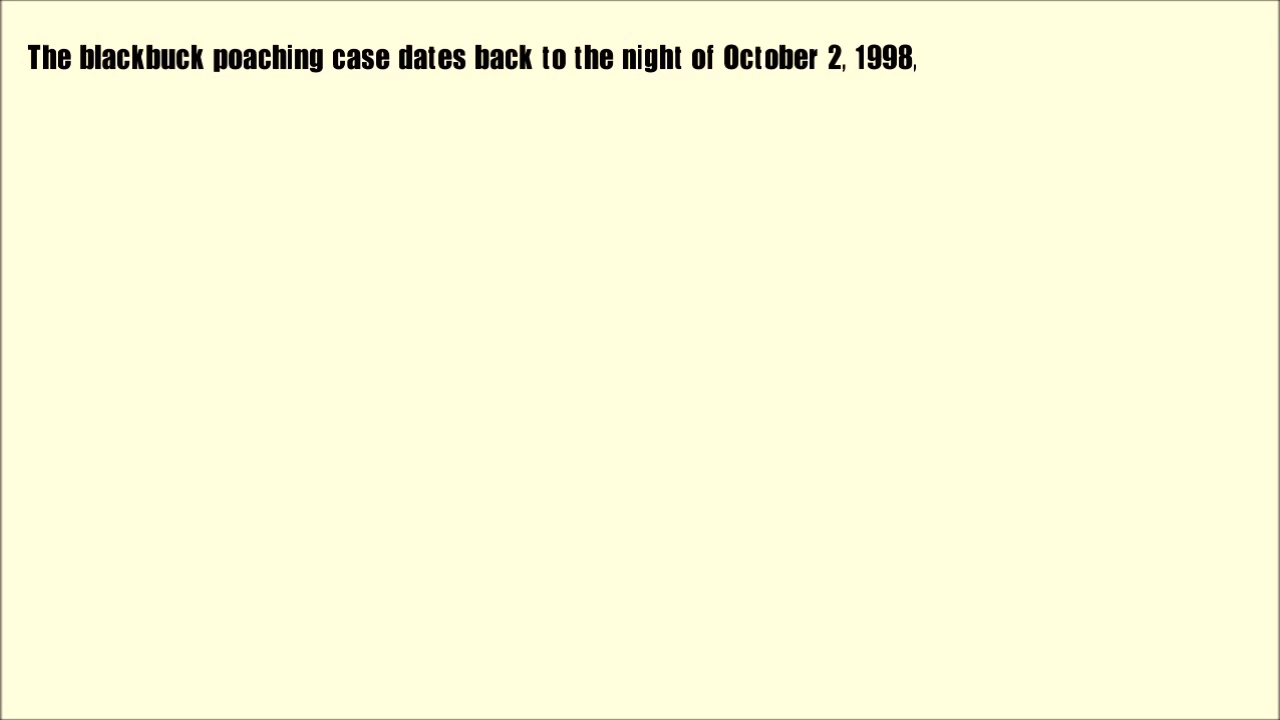 The blackbuck poaching case dates back to the night of October 2, 1998,